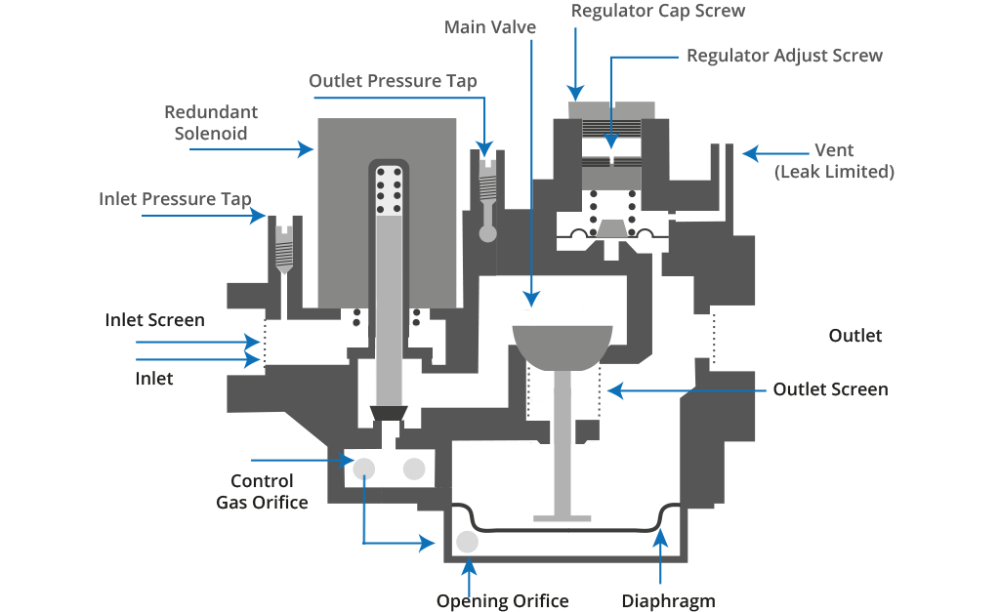 Regulator Cap Screw
Main Valve
Regulator Adjust Screw
Outlet Pressure Tap
Redundant
Solenoid
Vent
(Leak Limited)
Inlet Pressure Tap
Inlet Screen
Outlet
Inlet
Outlet Screen
Control
Gas Orifice
Opening Orifice
Diaphragm